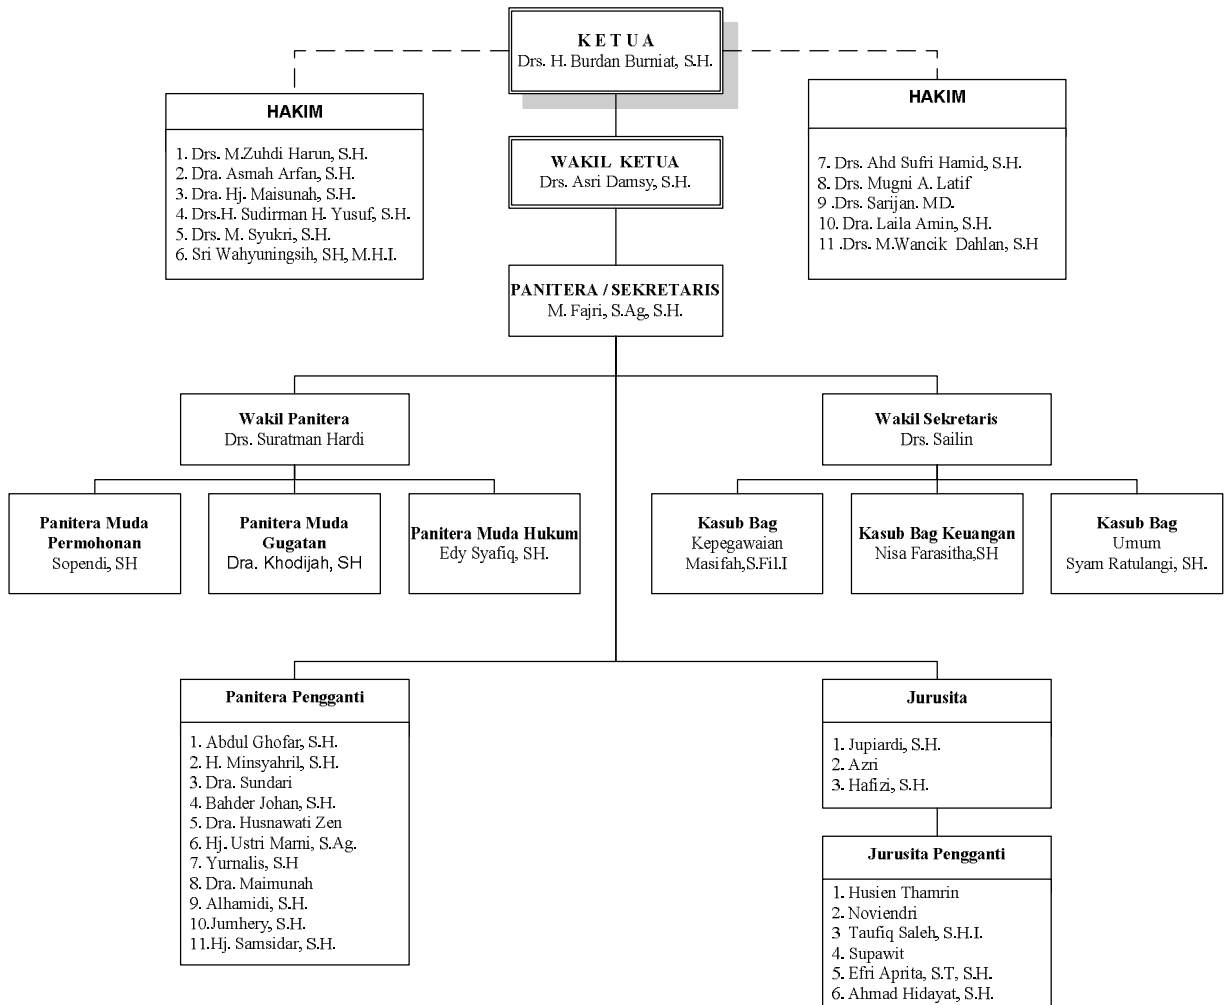 K E T U A
Drs. H. Burdan Burniat, S.H.
HAKIM
1. Drs. M.Zuhdi Harun, S.H.
2. Dra. Asmah Arfan, S.H.
3. Dra. Hj. Maisunah, S.H.
4. Drs.H. Sudirman H. Yusuf, S.H.
5. Drs. M. Syukri, S.H.
6. Sri Wahyuningsih, SH, M.H.I.
HAKIM
7. Drs. Ahd Sufri Hamid, S.H.
8. Drs. Mugni A. Latif
9 .Drs. Sarijan. MD.
10. Dra. Laila Amin, S.H.
11 .Drs. M.Wancik Dahlan, S.H
WAKIL KETUA
Drs. Asri Damsy, S.H.
PANITERA / SEKRETARIS
M. Fajri, S.Ag, S.H.
Wakil Panitera
Drs. Suratman Hardi
Wakil Sekretaris
Drs. Sailin
Panitera Muda
Permohonan
Sopendi, SH
Panitera Muda
Gugatan
Dra. Khodijah, SH
Panitera Muda Hukum
Edy Syafiq, SH.
Kasub Bag
Kepegawaian
Masifah,S.Fil.I
Kasub Bag Keuangan
Nisa Farasitha,SH
Kasub Bag
Umum
Syam Ratulangi, SH.
Panitera Pengganti
1. Abdul Ghofar, S.H.
2. H. Minsyahril, S.H.
3. Dra. Sundari
4. Bahder Johan, S.H.
5. Dra. Husnawati Zen
6. Hj. Ustri Marni, S.Ag.
7. Yurnalis, S.H
8. Dra. Maimunah
9. Alhamidi, S.H.
10.Jumhery, S.H.
11.Hj. Samsidar, S.H.
Jurusita
1. Jupiardi, S.H.
2. Azri
3. Hafizi, S.H.
Jurusita Pengganti
1. Husien Thamrin
2. Noviendri
3 Taufiq Saleh, S.H.I.
4. Supawit
5. Efri Aprita, S.T, S.H.
6. Ahmad Hidayat, S.H.